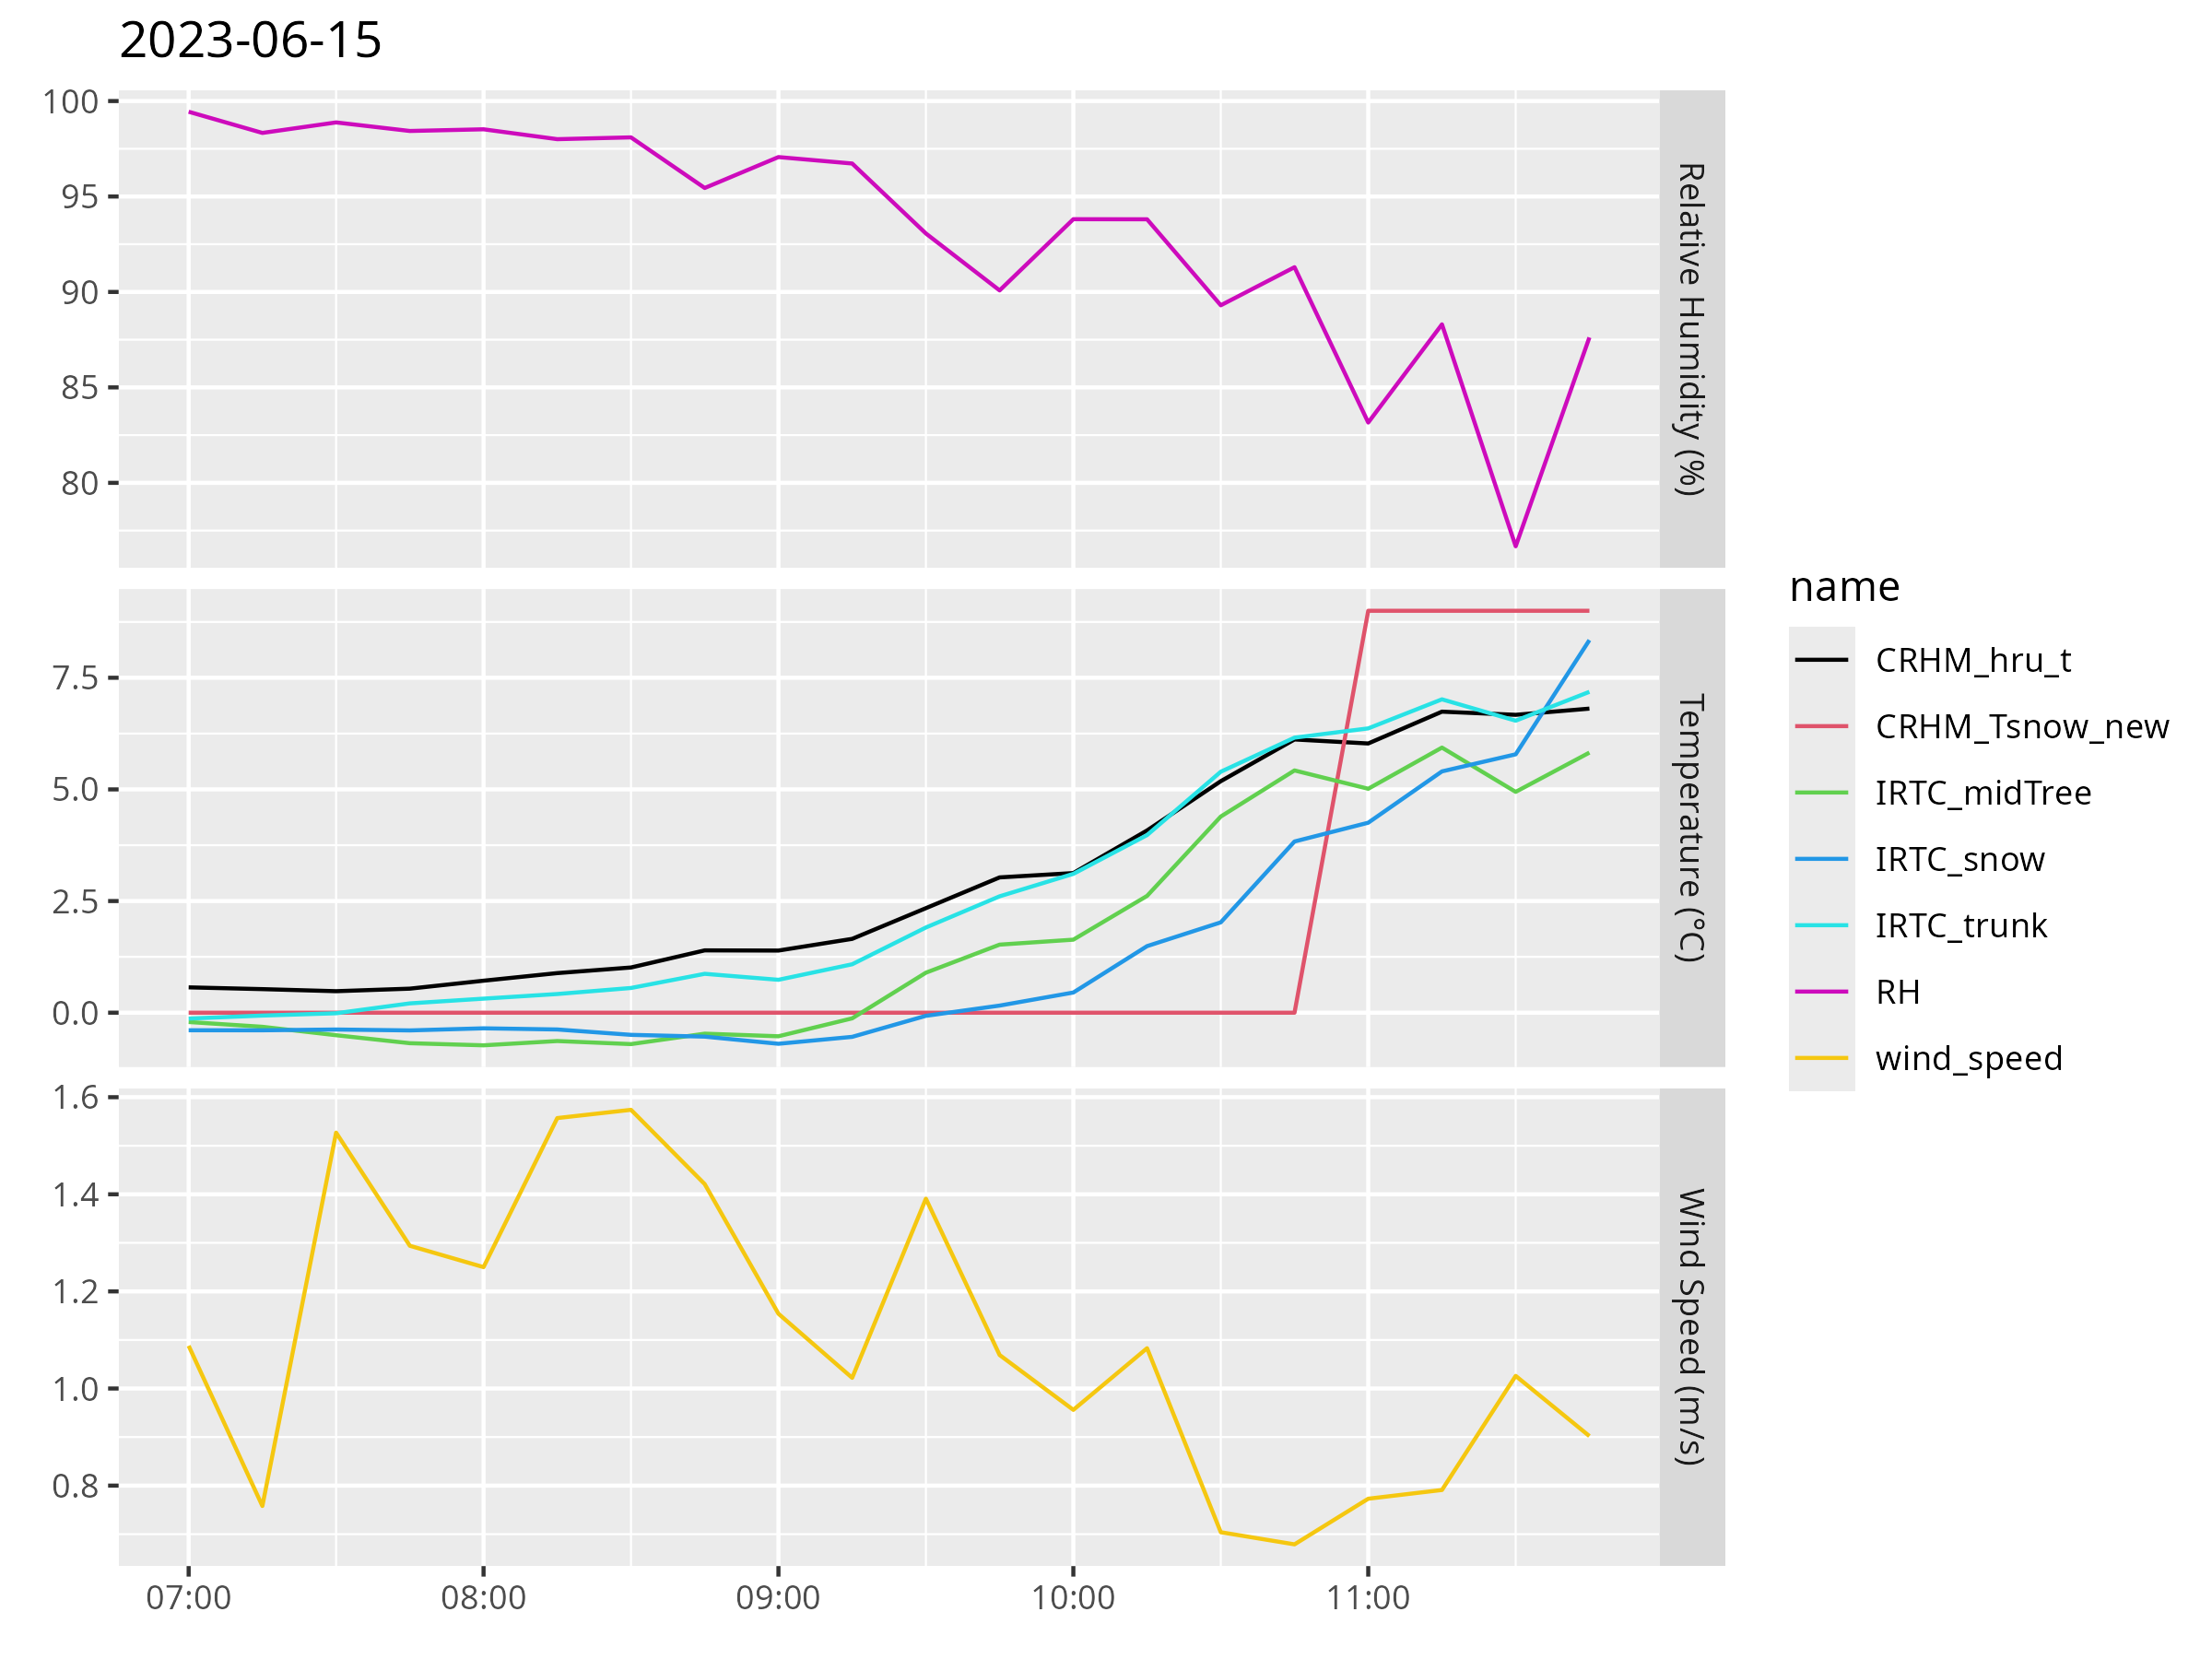 2023-06-15
100
95
90
85
80
Relative Humidity (%)
7.5
5.0
2.5
0.0
Temperature (°C)
1.6
1.4
1.2
1.0
0.8
Wind Speed (m/s)
07:00 08:00 09:00 10:00 11:00
name
CRHM_hru_t
CRHM_Tsnow_new
IRTC_midTree
IRTC_snow
IRTC_trunk
RH
wind_speed